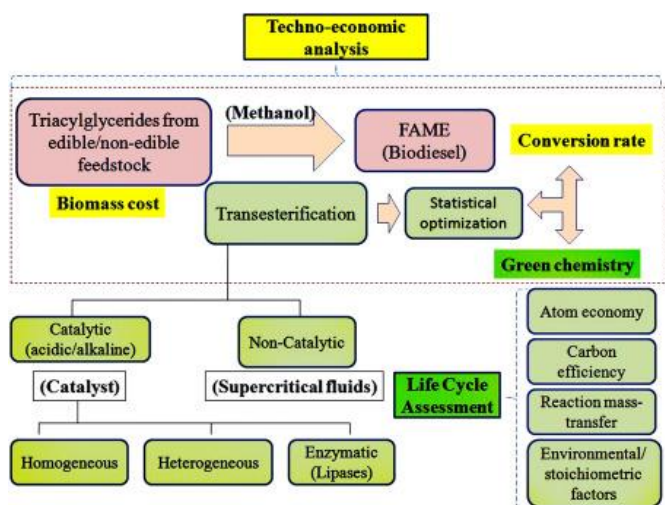 Techno-economic
analysis
Triacylglycerides from
edible/non-edible
feedstock
(Methanol)
FAME
(Biodiesel)
Conversion rate
Biomass cost
Transesterification
Statistical
optimization
Green chemistry
Catalytic
(acidic/alkaline)
Non-Catalytic
(Catalyst)
(Supercritical fluids)
Life Cycle
Assessment
Atom economy
Carbon
efficiency
Reaction mass-
transfer
Environmental/
stoichiometric
factors
Homogeneous
Heterogeneous
Enzymatic
(Lipases)